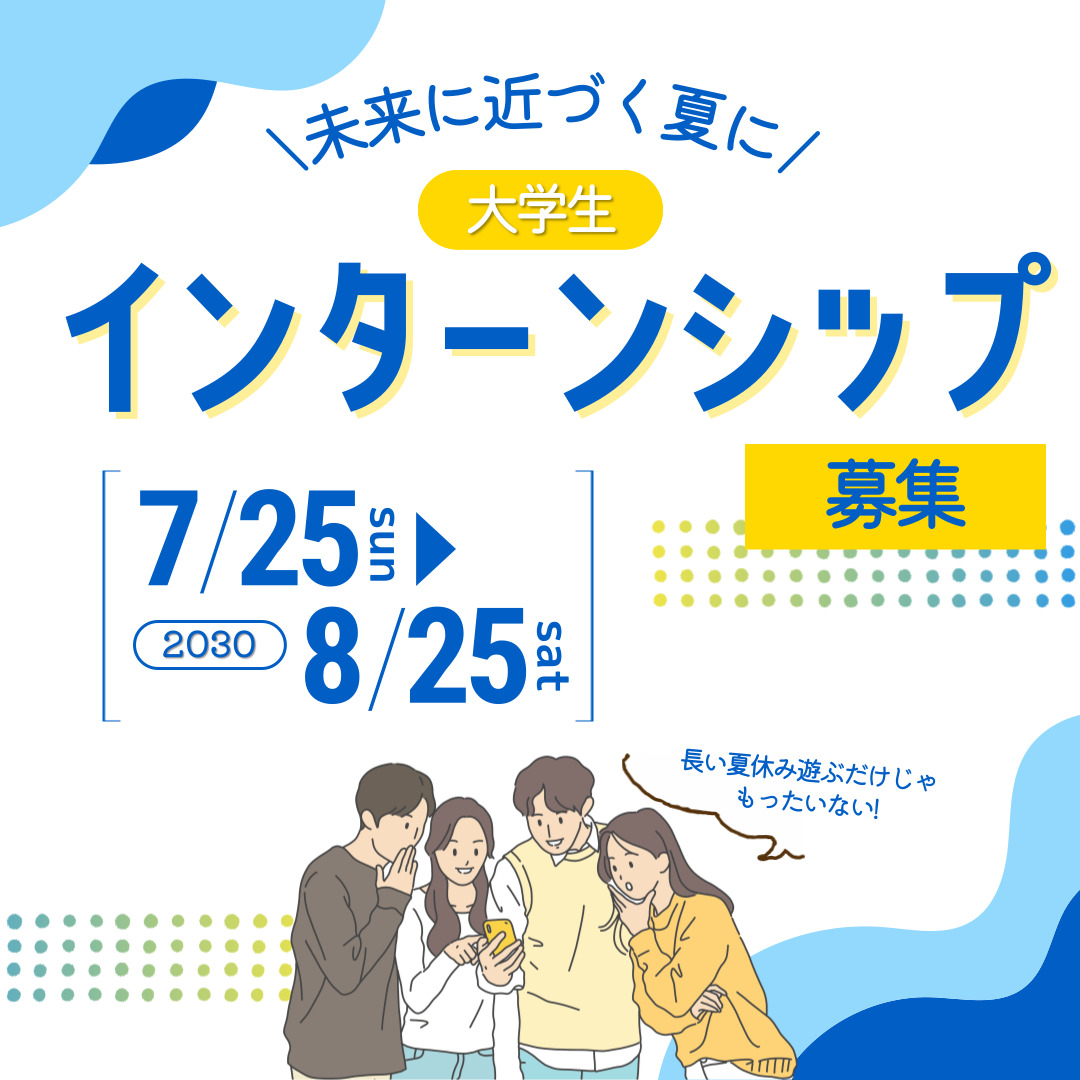 未来に近づく夏に
大学生
インターンシップ
募集
7/25 sun
2030 8/25 sat
長い夏休み遊ぶだけじゃ
もったいない!